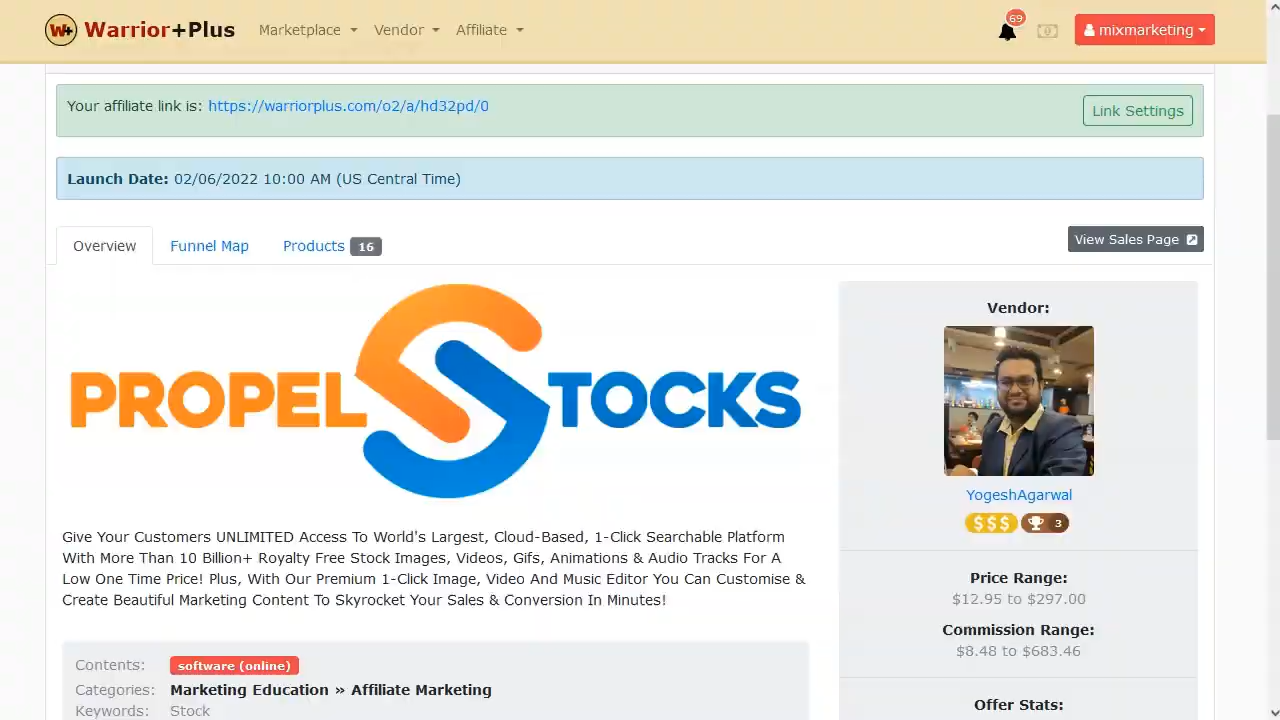 Warrior+Plus Marketplace Vendor Affiliate 69 mixmarketing
Your affiliate link is: https://warriorplus.com/o2/a/hd32pd/0 Link Settings
Launch Date: 02/06/2022 10:00 AM (US Central Time)
Overview Funnel Map Products 16 View Sales Page
PROPEL STOCKS
Give Your Customers UNLIMITED Access To World's Largest, Cloud-Based, 1-Click Searchable Platform
With More Than 10 Billion+ Royalty Free Stock Images, Videos, Gifs, Animations & Audio Tracks For A
Low One Time Price! Plus, With Our Premium 1-Click Image, Video And Music Editor You Can Customise &
Create Beautiful Marketing Content To Skyrocket Your Sales & Conversion In Minutes!
Contents: software (online)
Categories: Marketing Education » Affiliate Marketing
Keywords: Stock
Vendor:
YogeshAgarwal
$$$ 3
Price Range:
$12.95 to $297.00
Commission Range:
$8.48 to $683.46
Offer Stats: